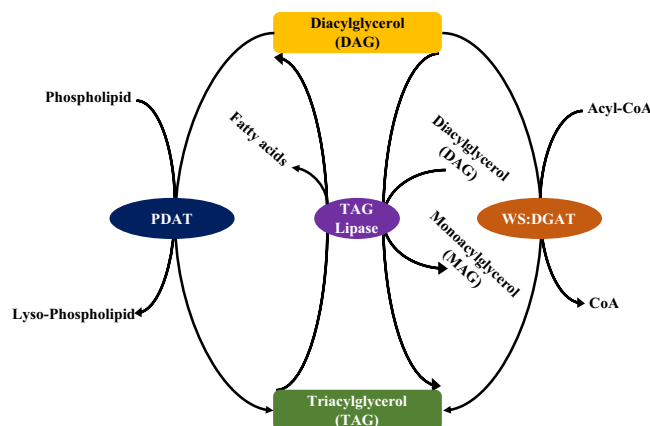 Diacylglycerol
(DAG)
Phospholipid
Acyl-CoA
Fatty acids
Diacylglycerol
(DAG)
PDAT
TAG
Lipase
WS:DGAT
Monoacylglycerol
(MAG)
Lyso-Phospholipid
CoA
Triacylglycerol
(TAG)